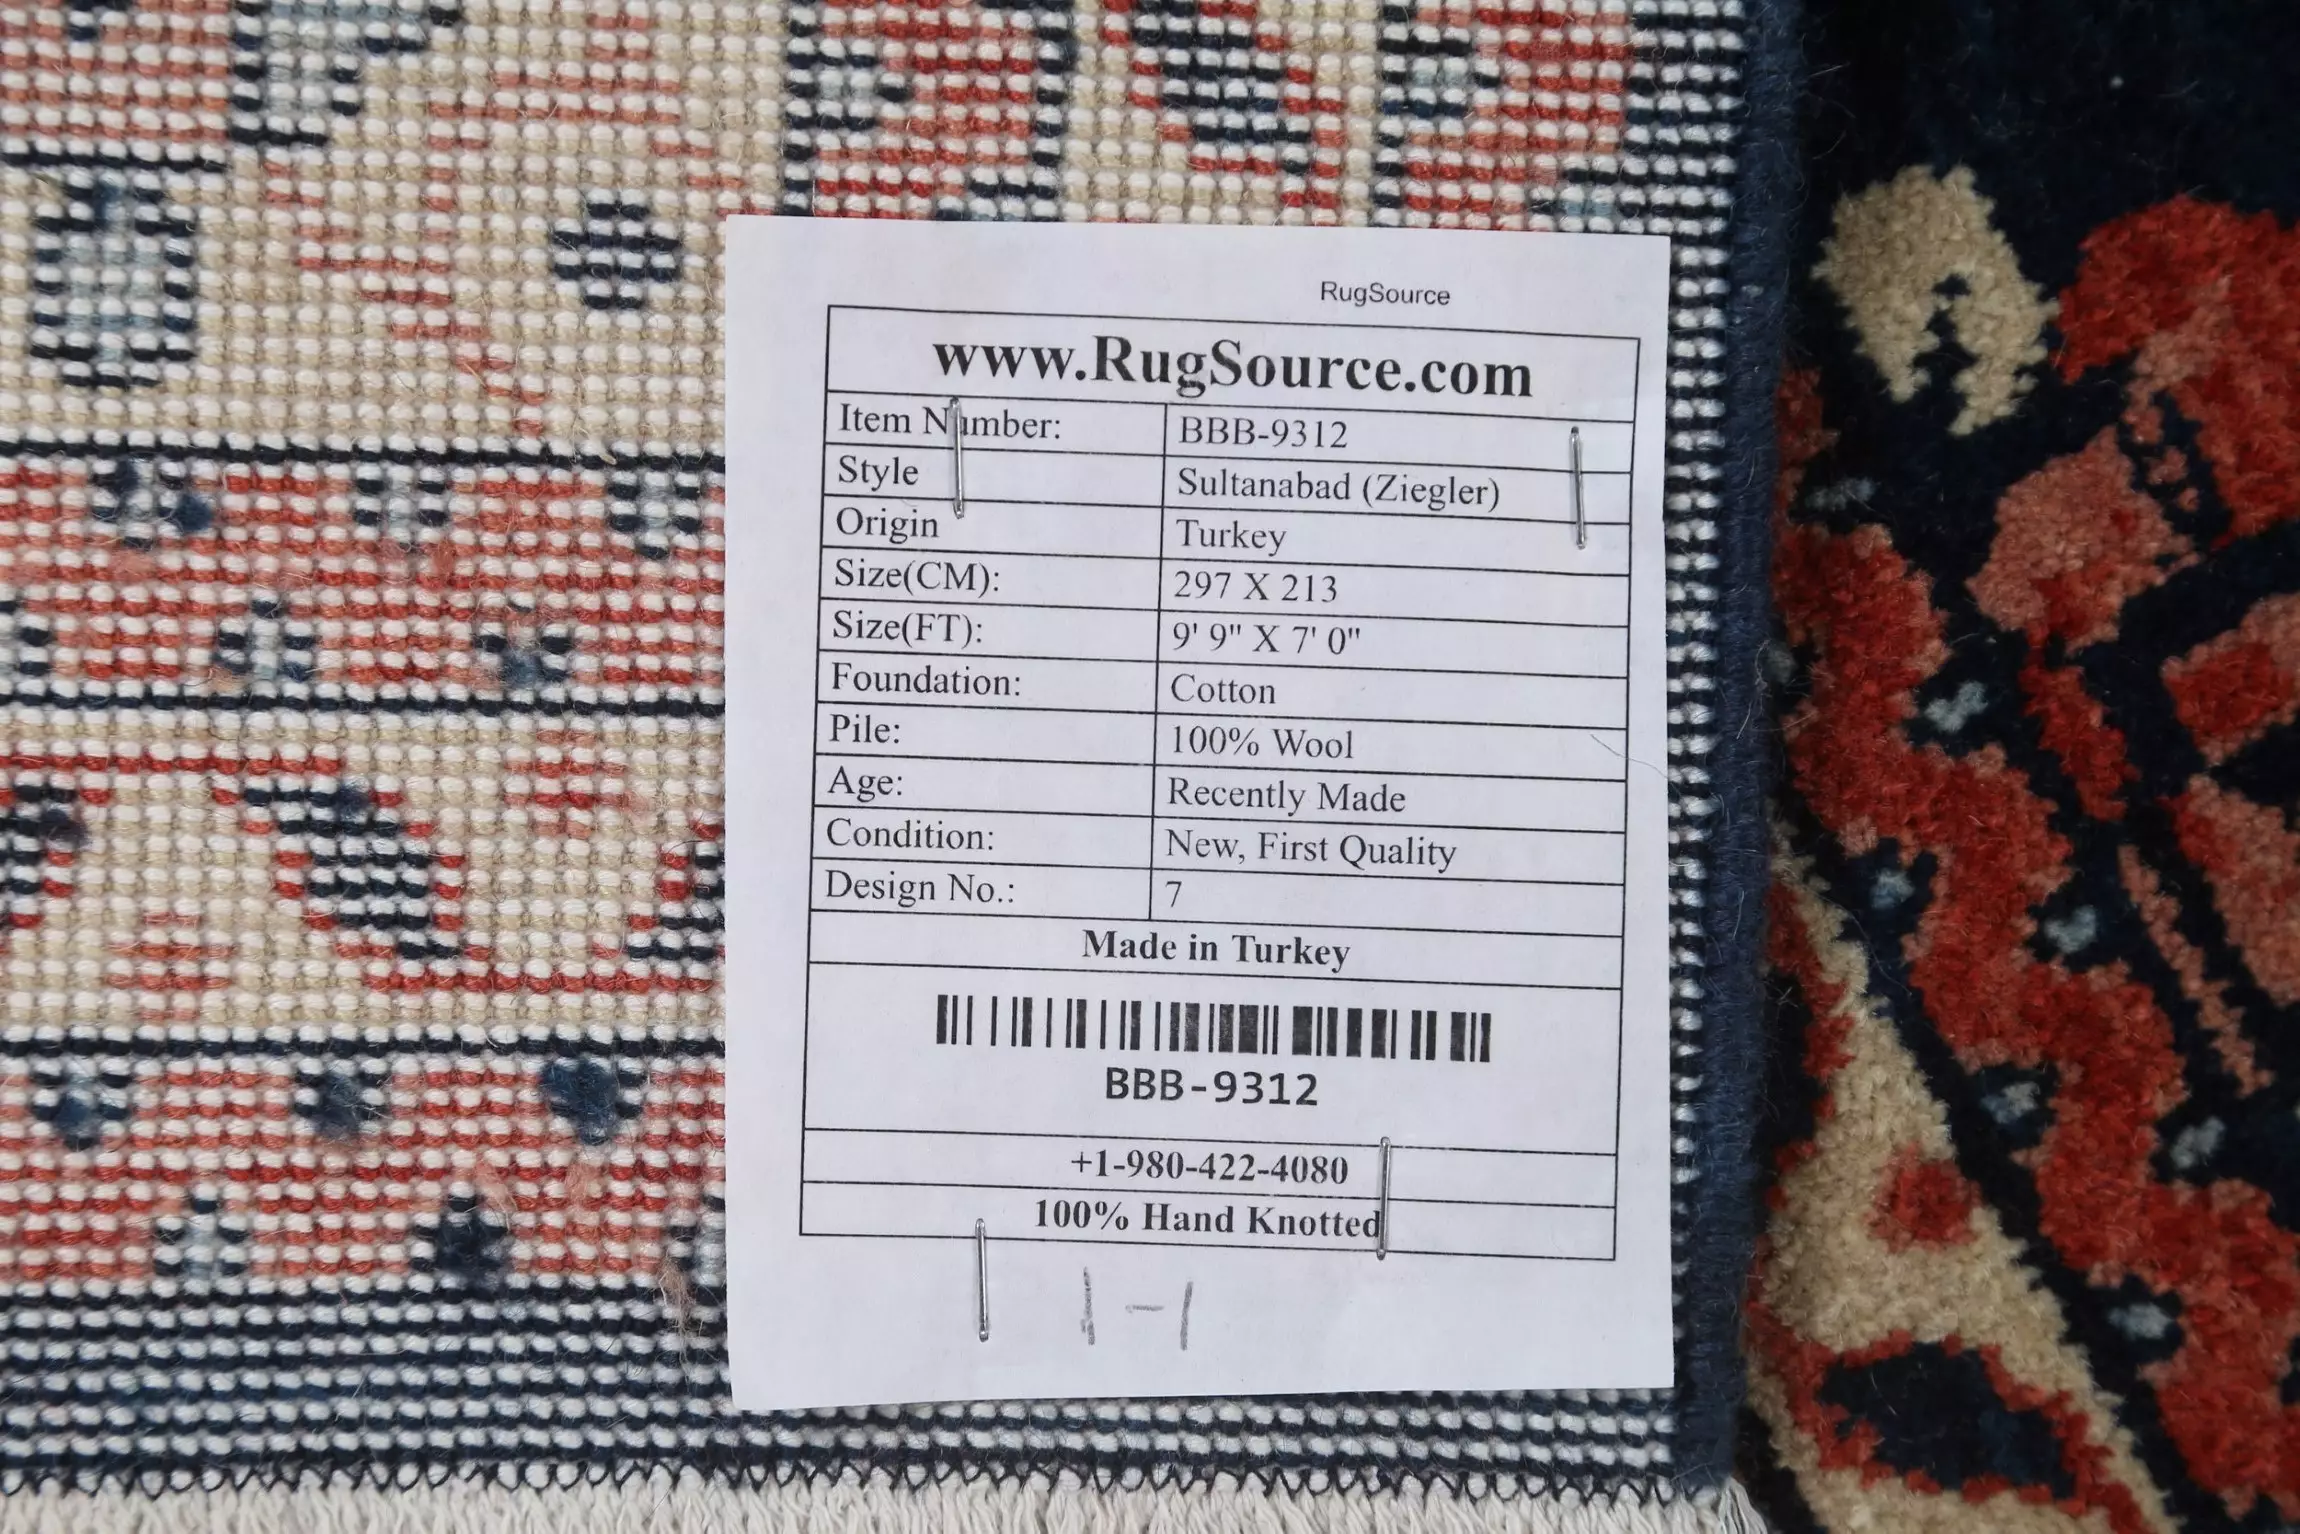 RugSource
www.RugSource.com
Item Number: BBB-9312
Style Sultanabad (Ziegler)
Origin Turkey
Size(CM): 297 X 213
Size(FT): 9' 9" X 7' 0"
Foundation: Cotton
Pile: 100% Wool
Age: Recently Made
Condition: New, First Quality
Design No.: 7
Made in Turkey
BBB-9312
+1-980-422-4080
100% Hand Knotted
1-1